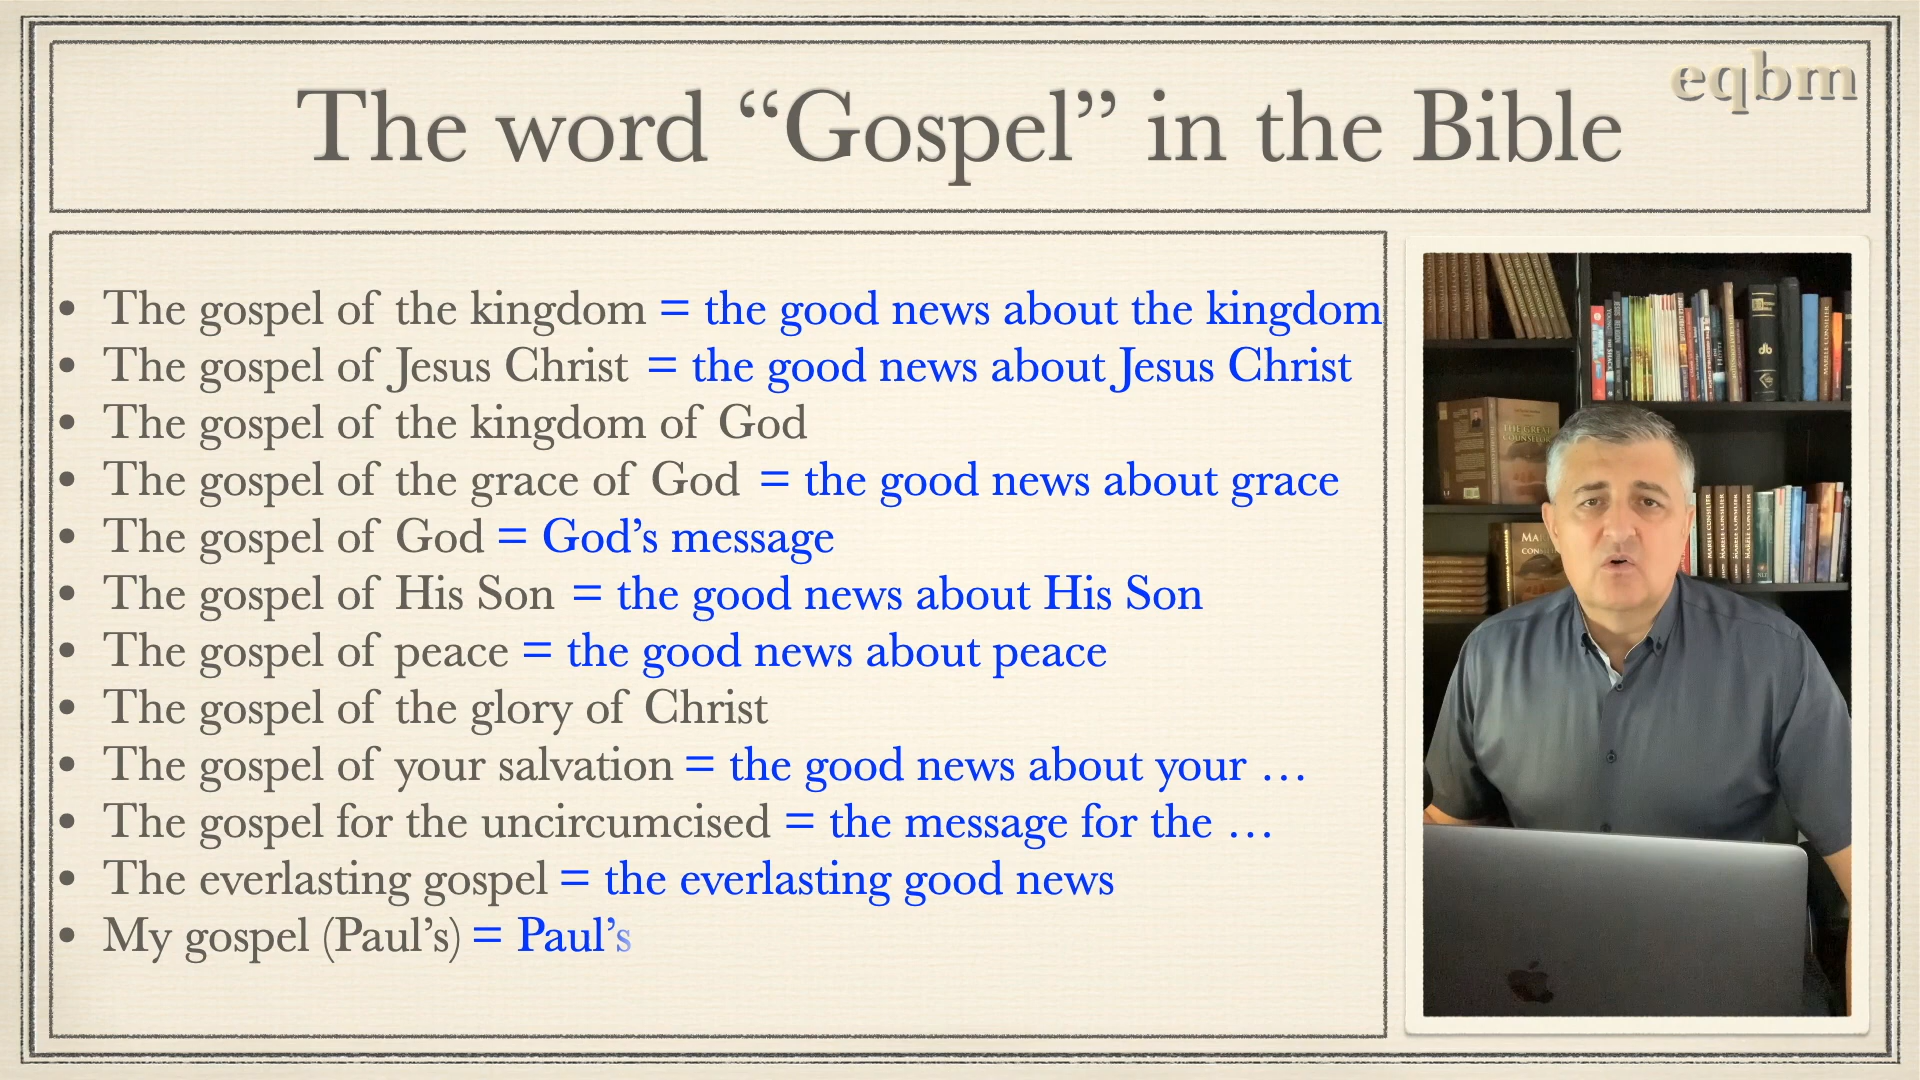 eqbm
The word “Gospel” in the Bible
• The gospel of the kingdom = the good news about the kingdom
• The gospel of Jesus Christ = the good news about Jesus Christ
• The gospel of the kingdom of God
• The gospel of the grace of God = the good news about grace
• The gospel of God = God’s message
• The gospel of His Son = the good news about His Son
• The gospel of peace = the good news about peace
• The gospel of the glory of Christ
• The gospel of your salvation = the good news about your …
• The gospel for the uncircumcised = the message for the …
• The everlasting gospel = the everlasting good news
• My gospel (Paul’s) = Paul’s
THE GREAT
COUNSELOR